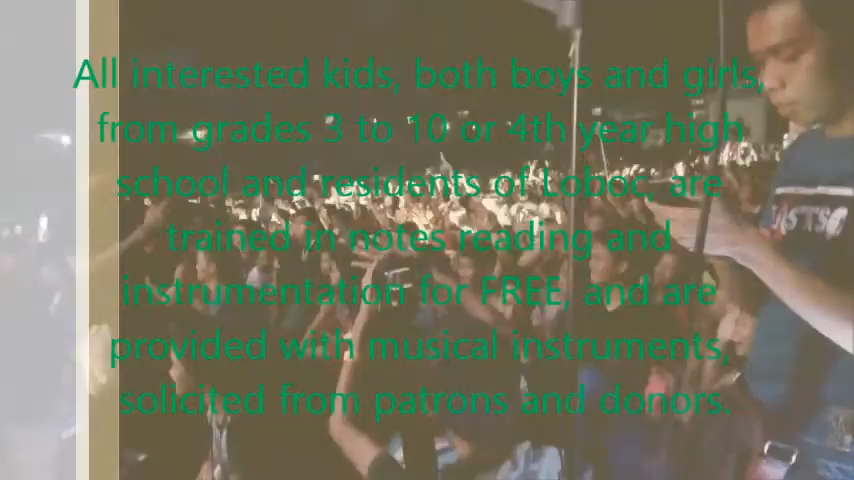 All interested kids, both boys and girls,
from grades 3 to 10 or 4th year high
school and residents of Loboc, are
trained in notes reading and
instrumentation for FREE, and are
provided with musical instruments,
solicited from patrons and donors.